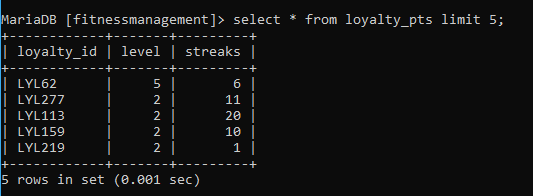 MariaDB [fitnessmanagement]> select * from loyalty_pts limit 5;
+------------+-------+---------+
| loyalty_id | level | streaks |
+------------+-------+---------+
| LYL62      |     5 |       6 |
| LYL277     |     2 |      11 |
| LYL113     |     2 |      20 |
| LYL159     |     2 |      10 |
| LYL219     |     2 |       1 |
+------------+-------+---------+
5 rows in set (0.001 sec)